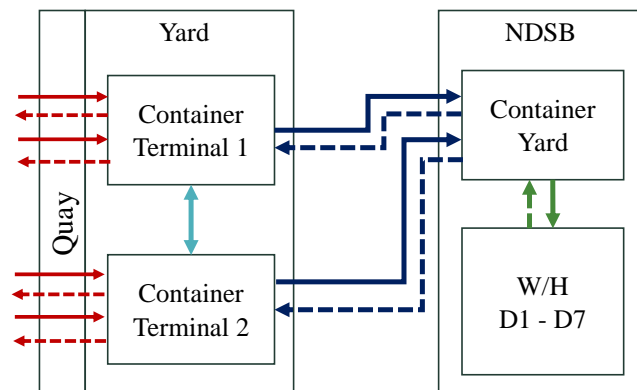 Yard
NDSB
Quay
Container
Terminal 1
Container
Yard
Container
Terminal 2
W/H
D1 - D7